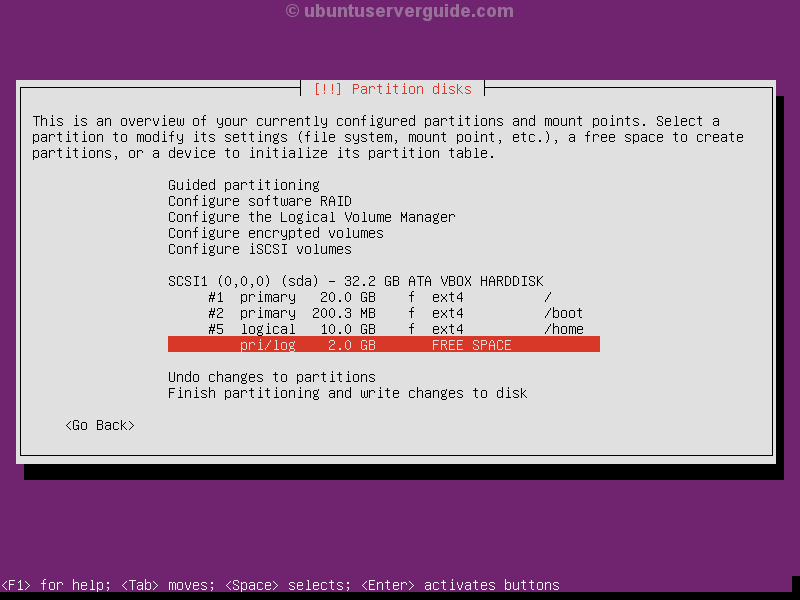 © ubuntuserverguide.com
[!!] Partition disks
This is an overview of your currently configured partitions and mount points. Select a
partition to modify its settings (file system, mount point, etc.), a free space to create
partitions, or a device to initialize its partition table.
Guided partitioning
Configure software RAID
Configure the Logical Volume Manager
Configure encrypted volumes
Configure iSCSI volumes
SCSI1 (0,0,0) (sda) - 32.2 GB ATA VBOX HARDDISK
#1 primary 20.0 GB f ext4 /
#2 primary 200.3 MB f ext4 /boot
#5 logical 10.0 GB f ext4 /home
pri/log 2.0 GB FREE SPACE
Undo changes to partitions
Finish partitioning and write changes to disk
<Go Back>
<F1> for help; <Tab> moves; <Space> selects; <Enter> activates buttons